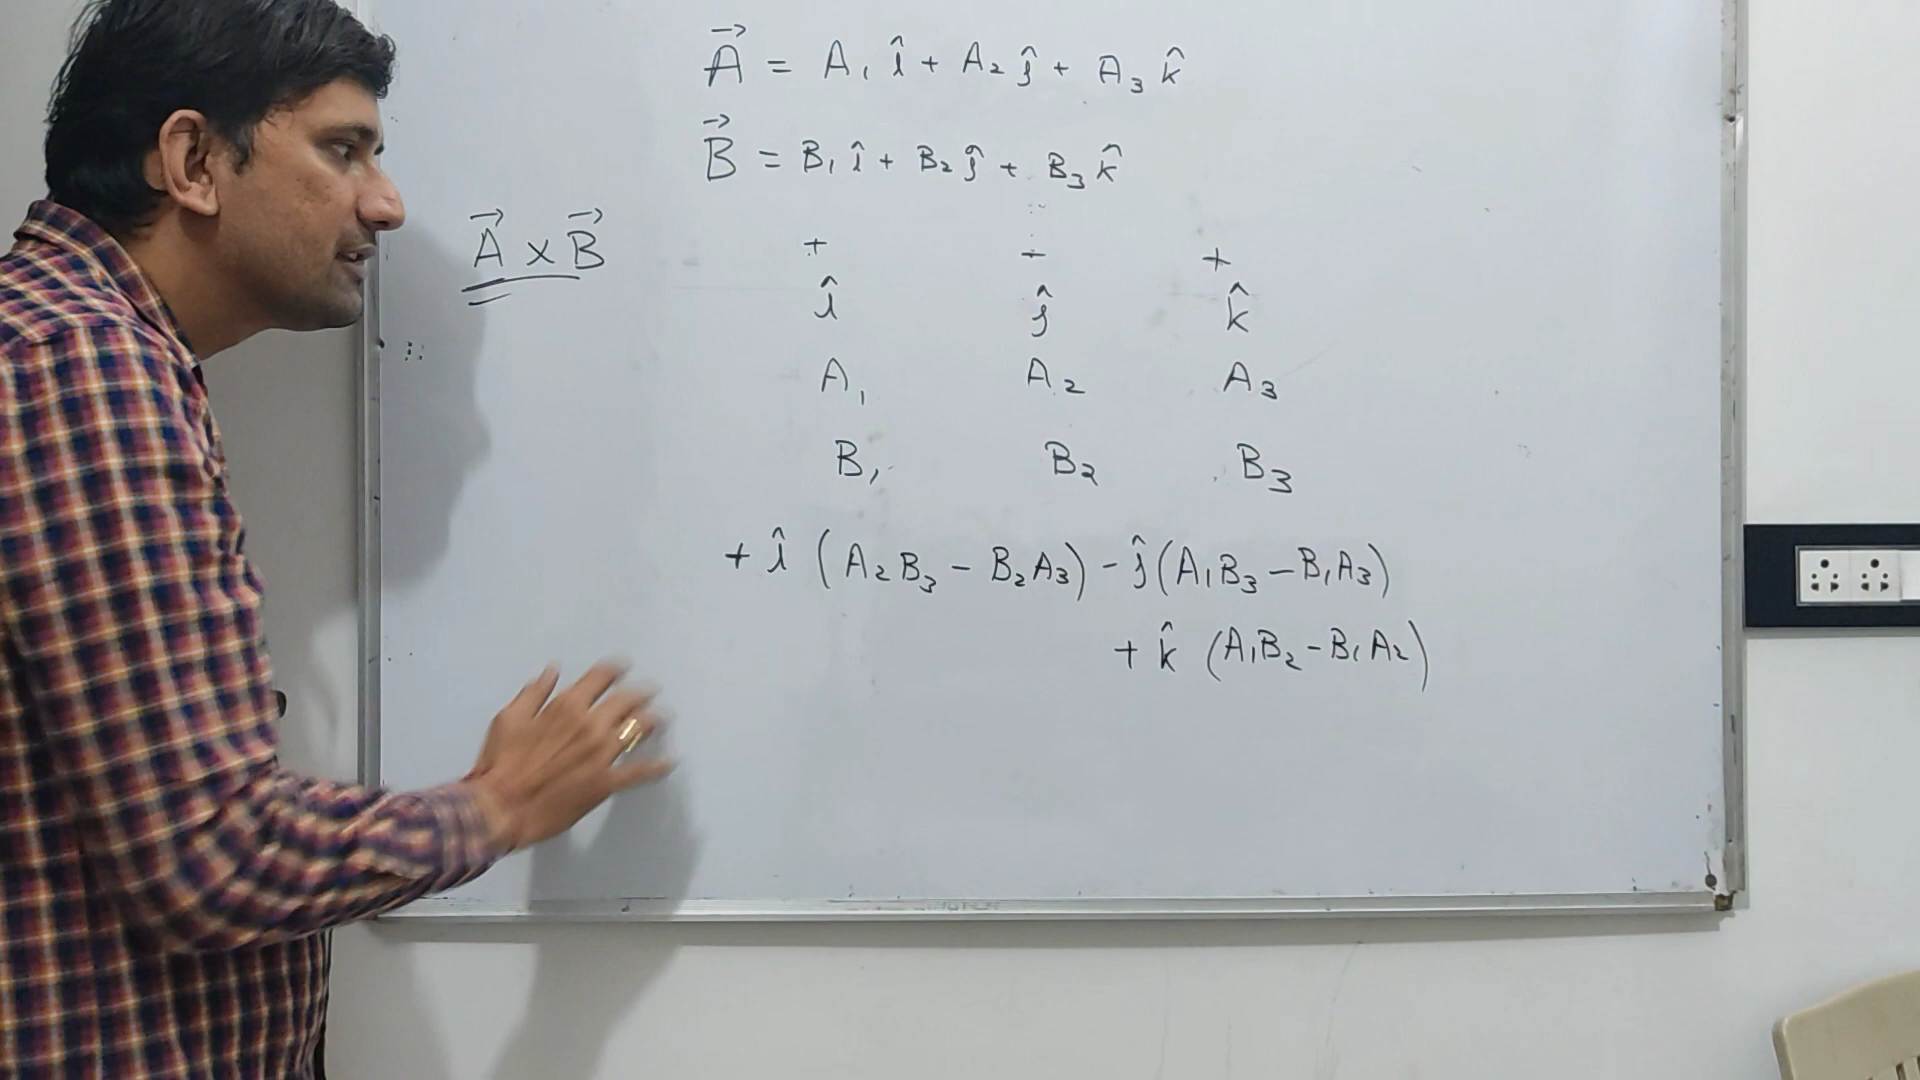 A⃗ = A₁ î + A₂ ĵ + A₃ k̂
B⃗ = B₁ î + B₂ ĵ + B₃ k̂
A⃗ × B⃗
+ - +
î ĵ k̂
A₁ A₂ A₃
B₁ B₂ B₃
+ î (A₂B₃ - B₂A₃) - ĵ (A₁B₃ - B₁A₃)
+ k̂ (A₁B₂ - B₁A₂)